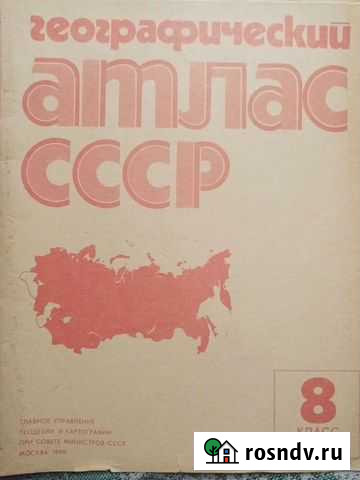 географический
атлас
СССР
ГЛАВНОЕ УПРАВЛЕНИЕ
ГЕОДЕЗИИ И КАРТОГРАФИИ
ПРИ СОВЕТЕ МИНИСТРОВ СССР
МОСКВА
8
КЛАСС
rosndv.ru